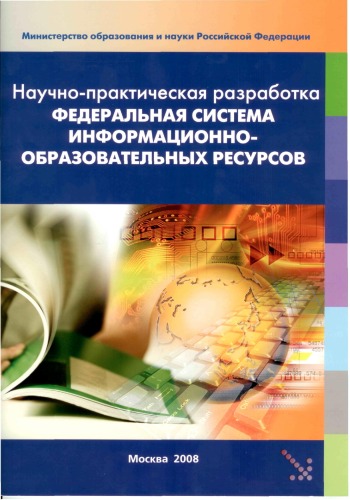 Министерство образования и науки Российской Федерации
Научно-практическая разработка
ФЕДЕРАЛЬНАЯ СИСТЕМА
ИНФОРМАЦИОННО-
ОБРАЗОВАТЕЛЬНЫХ РЕСУРСОВ
Москва 2008